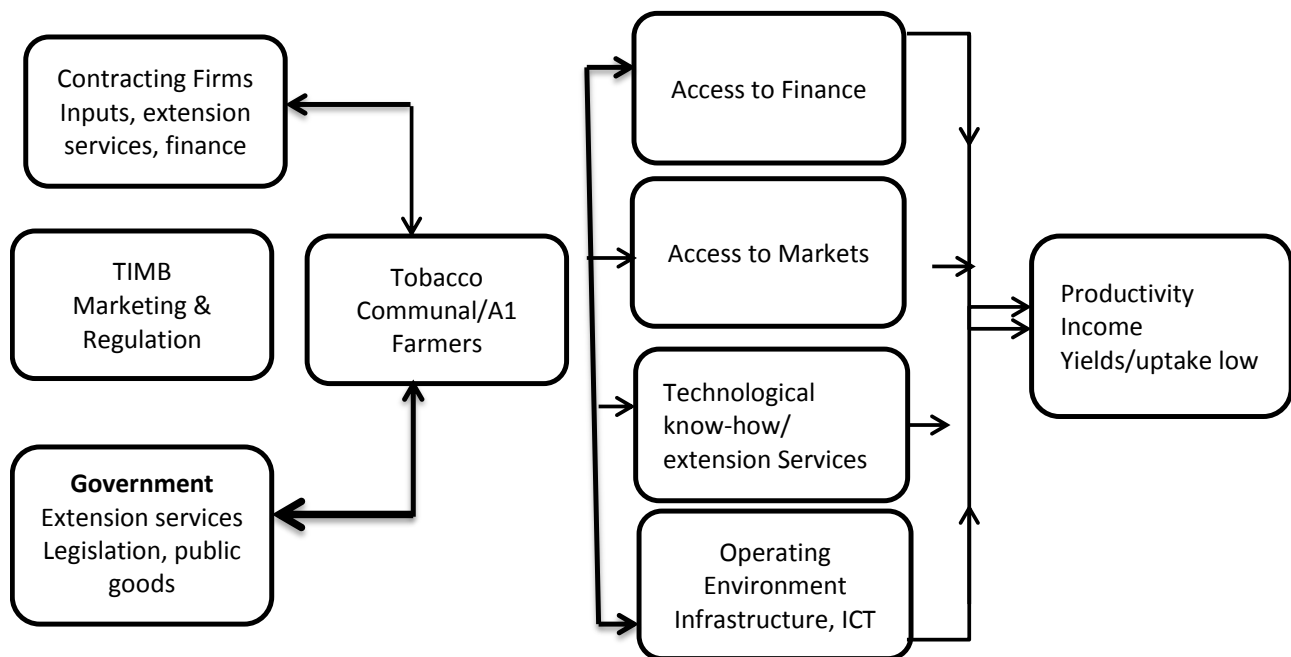 Contracting Firms
Inputs, extension
services, finance
TIMB
Marketing &
Regulation
Government
Extension services
Legislation, public
goods
Tobacco
Communal/A1
Farmers
Access to Finance
Access to Markets
Technological
know-how/
extension Services
Operating
Environment
Infrastructure, ICT
Productivity
Income
Yields/uptake low